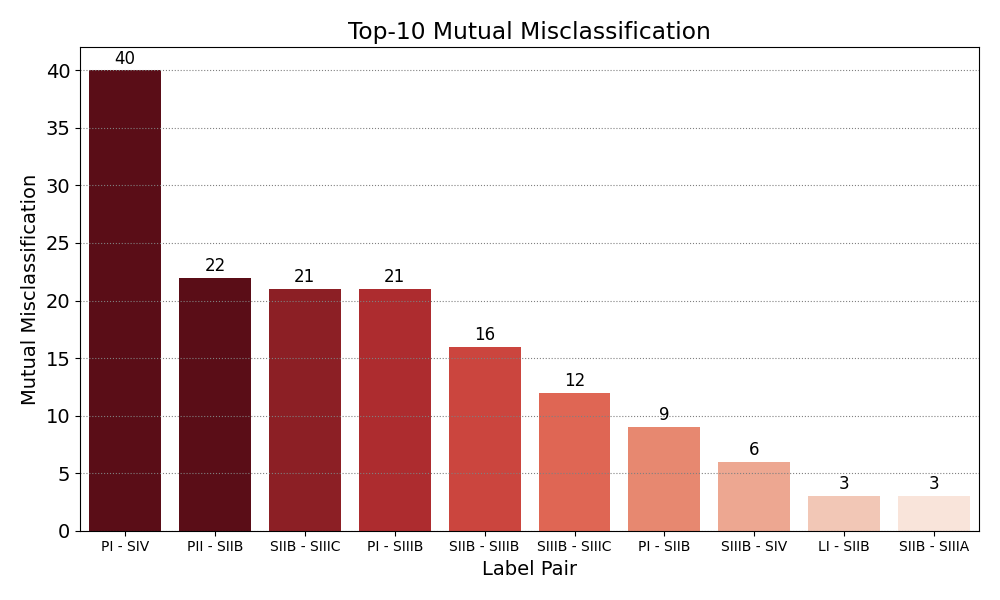 Top-10 Mutual Misclassification
Mutual Misclassification
40
35
30
25
20
15
10
5
0
40
22
21
21
16
12
9
6
3
3
PI - SIV
PII - SIIB
SIIB - SIIIC
PI - SIIIB
SIIB - SIIIB
SIIIB - SIIIC
PI - SIIB
SIIIB - SIV
LI - SIIB
SIIB - SIIIA
Label Pair